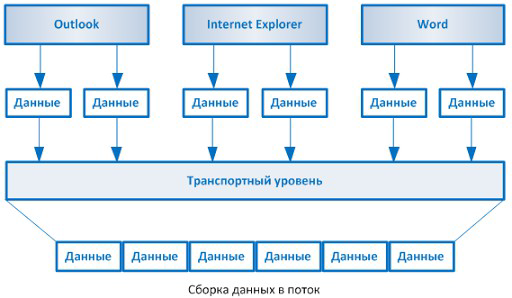 Outlook
Internet Explorer
Word
Данные Данные Данные Данные Данные Данные
Транспортный уровень
Данные Данные Данные Данные Данные Данные
Сборка данных в поток